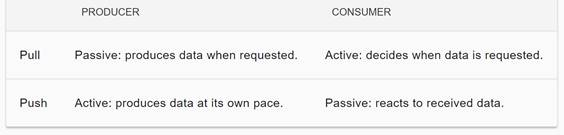 PRODUCER CONSUMER
Pull Passive: produces data when requested. Active: decides when data is requested.
Push Active: produces data at its own pace. Passive: reacts to received data.